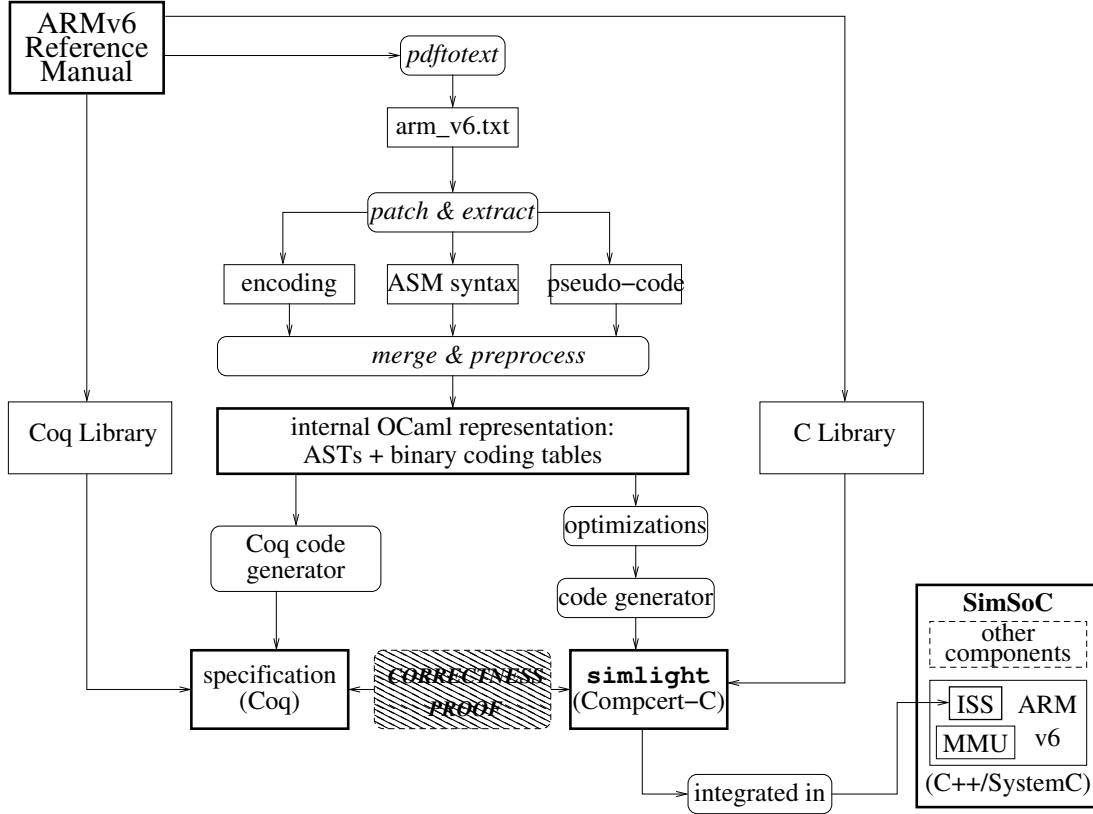 ARMv6
Reference
Manual
pdftotext
arm_v6.txt
patch & extract
encoding
ASM syntax
pseudo−code
merge & preprocess
Coq Library
internal OCaml representation:
ASTs + binary coding tables
C Library
Coq code
generator
optimizations
code generator
specification
(Coq)
CORRECTNESS
PROOF
simlight
(Compcert−C)
integrated in
SimSoC
other
components
ISS
ARM
v6
MMU
(C++/SystemC)